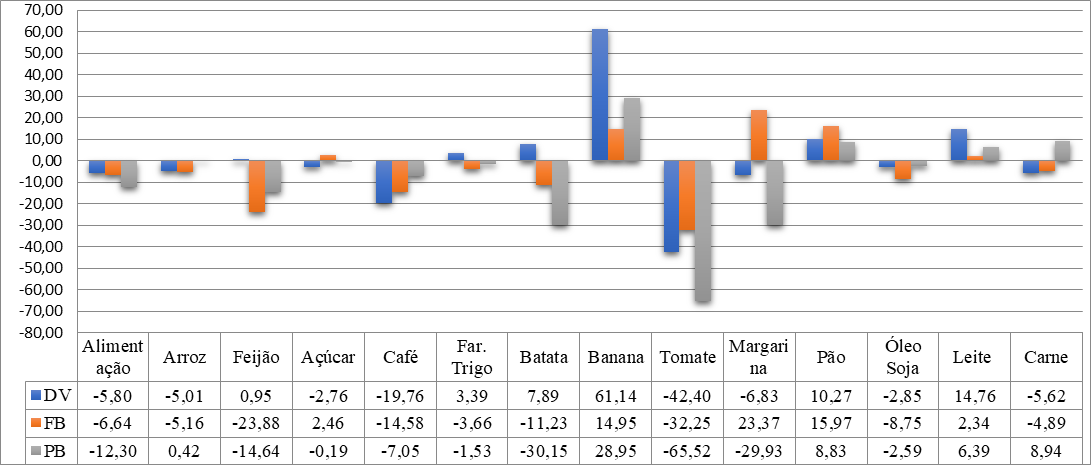 70,00
60,00
50,00
40,00
30,00
20,00
10,00
0,00
-10,00
-20,00
-30,00
-40,00
-50,00
-60,00
-70,00
-80,00
Aliment
ação Arroz Feijão Açúcar Café Far.
Trigo Batata Banana Tomate Margari
na Pão Óleo
Soja Leite Carne
DV -5,80 -5,01 0,95 -2,76 -19,76 3,39 7,89 61,14 -42,40 -6,83 10,27 -2,85 14,76 -5,62
FB -6,64 -5,16 -23,88 2,46 -14,58 -3,66 -11,23 14,95 -32,25 23,37 15,97 -8,75 2,34 -4,89
PB -12,30 0,42 -14,64 -0,19 -7,05 -1,53 -30,15 28,95 -65,52 -29,93 8,83 -2,59 6,39 8,94